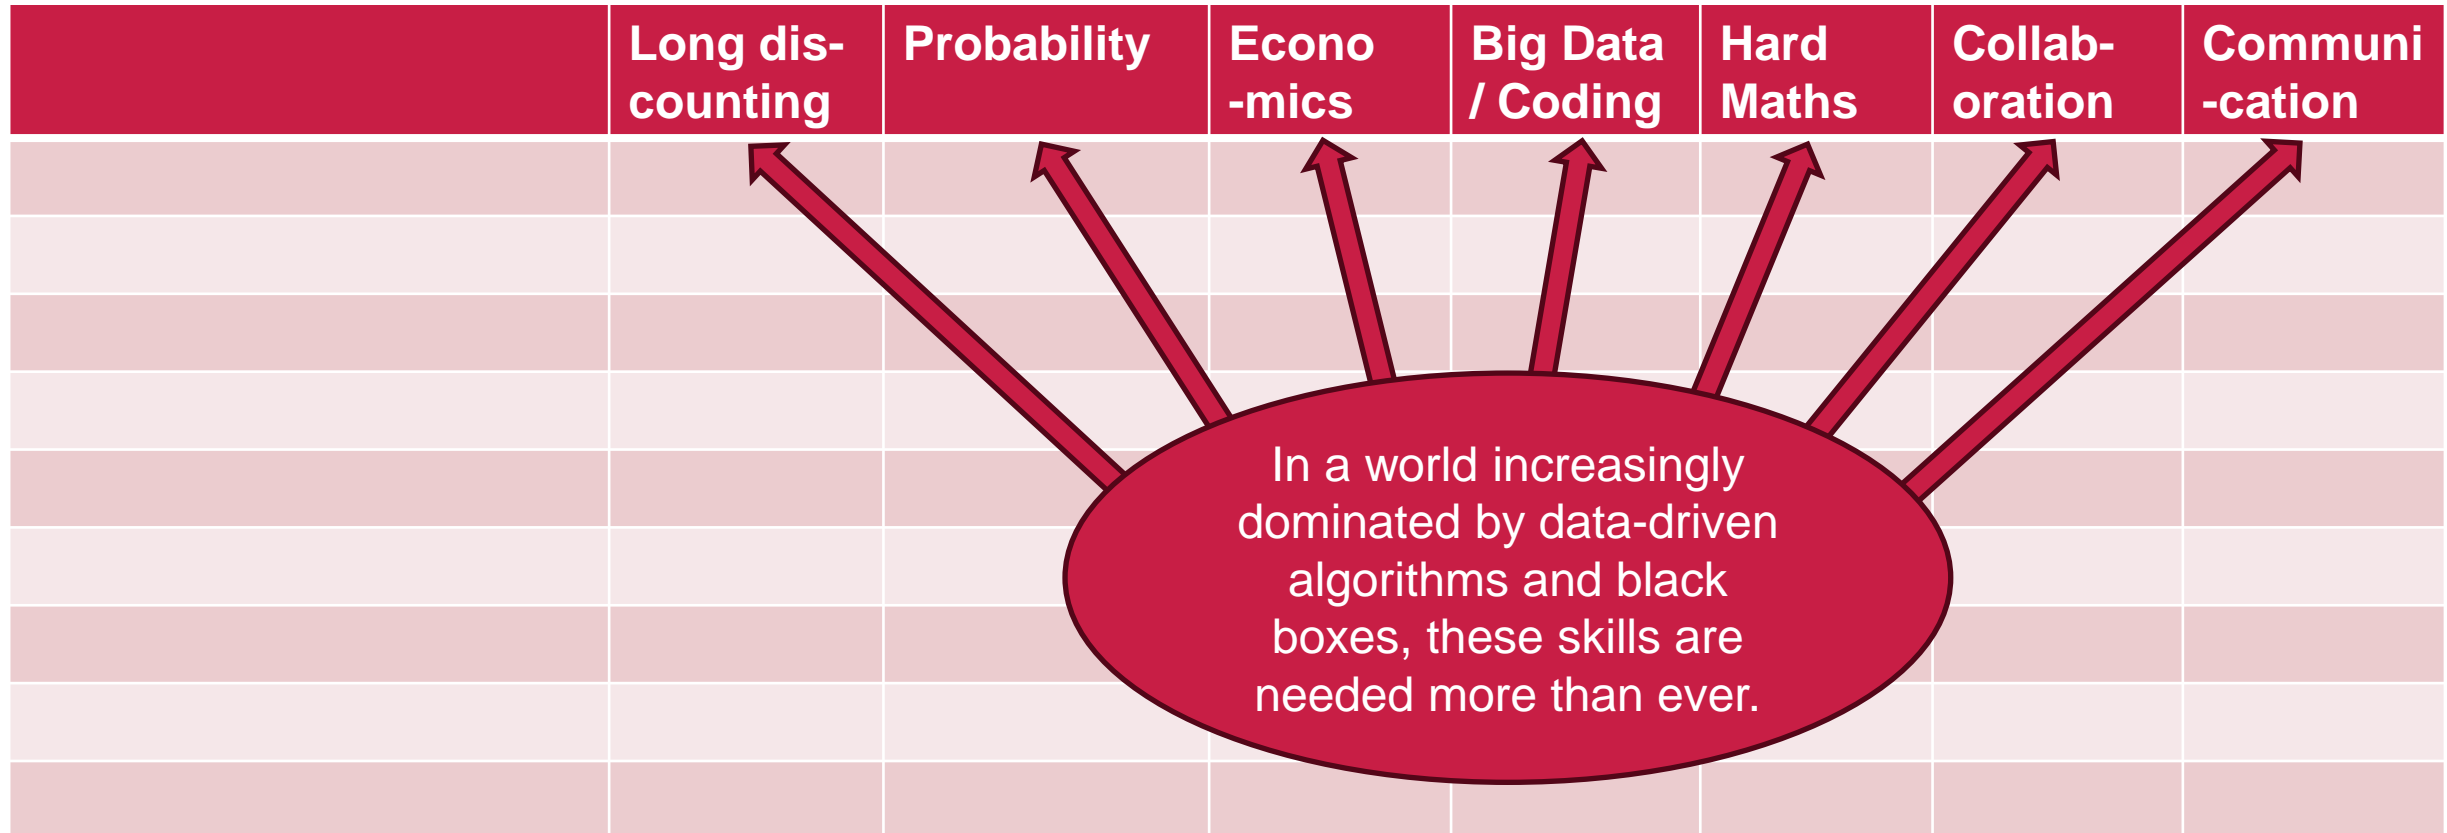 Long dis-
counting
Probability
Econo
-mics
Big Data
/ Coding
Hard
Maths
Collab-
oration
Communi
-cation
In a world increasingly
dominated by data-driven
algorithms and black
boxes, these skills are
needed more than ever.